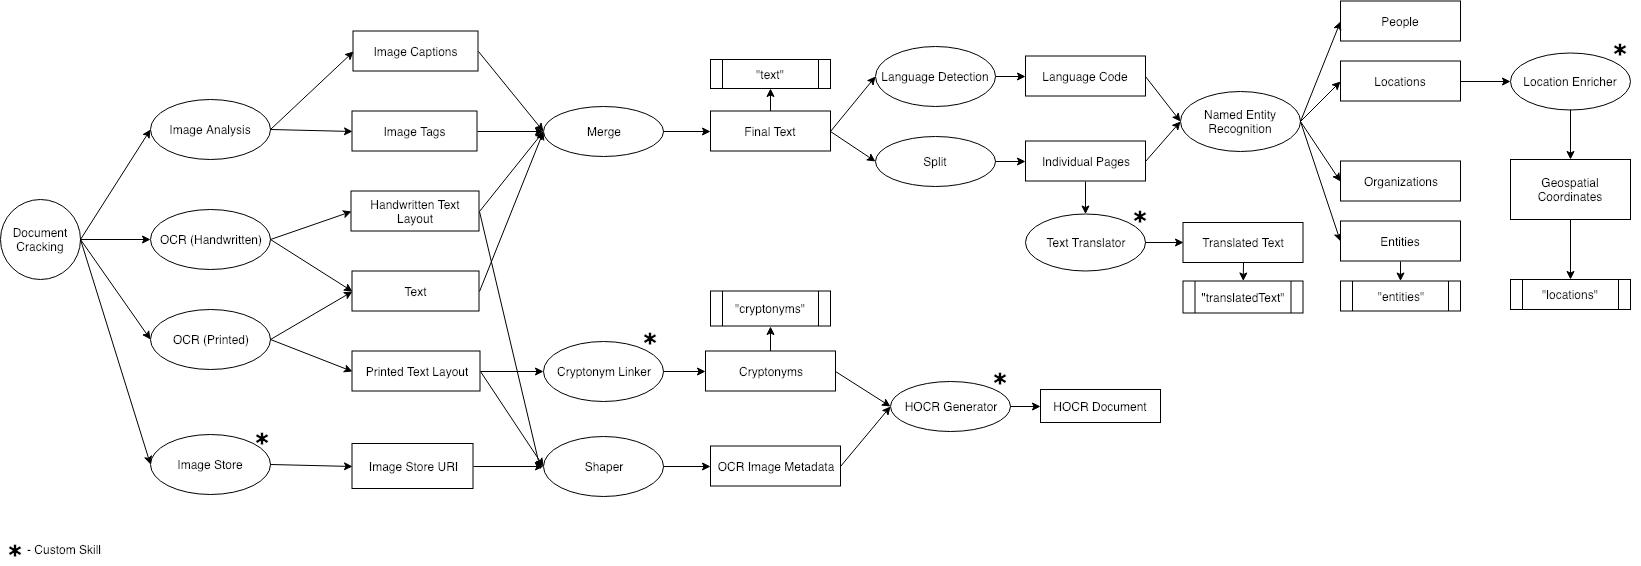 Document
Cracking
Image Analysis
OCR (Handwritten)
OCR (Printed)
Image Store
*
Image Captions
Image Tags
Handwritten Text
Layout
Text
Printed Text Layout
Image Store URI
Merge
Cryptonym Linker
*
Shaper
"text"
Final Text
"cryptonyms"
Cryptonyms
OCR Image Metadata
Language Detection
Split
HOCR Generator
*
Language Code
Individual Pages
Text Translator
*
HOCR Document
Translated Text
"translatedText"
Named Entity
Recognition
People
Locations
Organizations
Entities
"entities"
Location Enricher
*
Geospatial
Coordinates
"locations"
* - Custom Skill